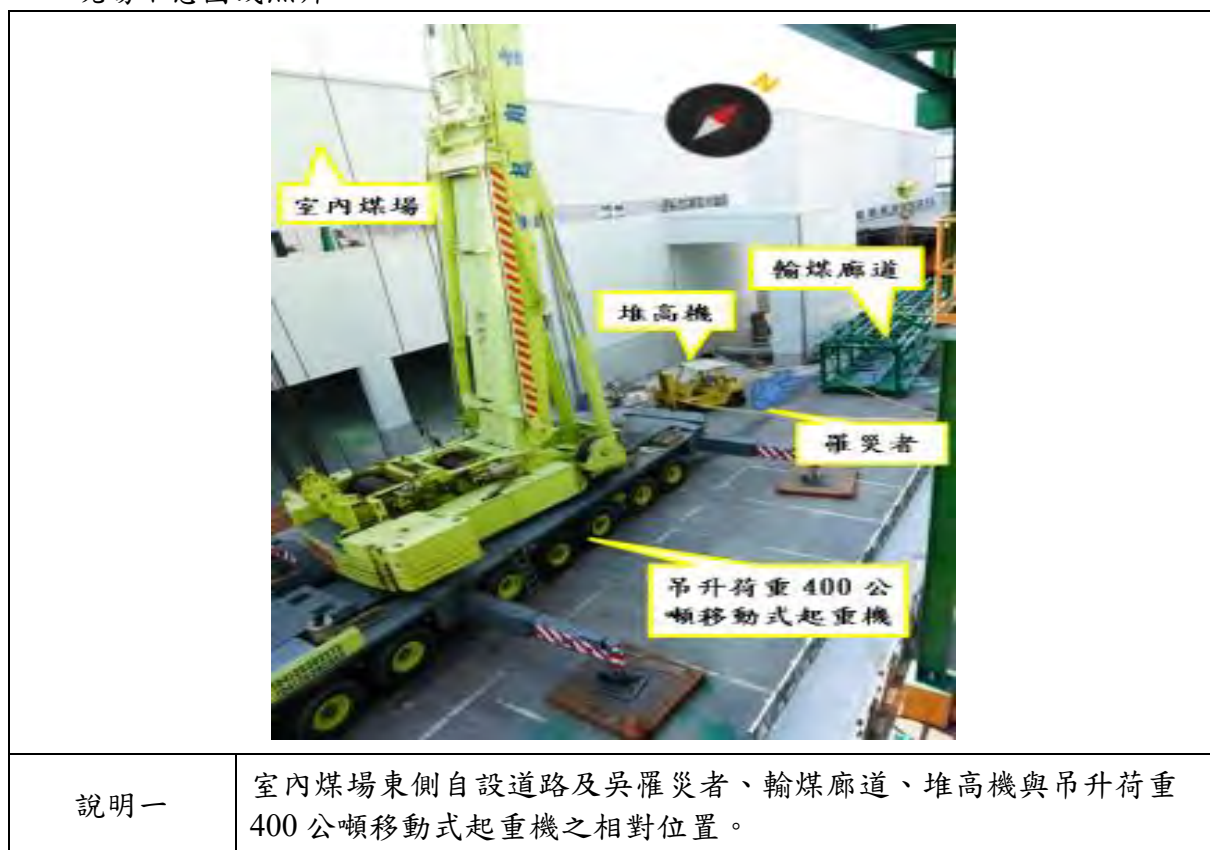 N
室內煤場
輸煤廊道
堆高機
罹災者
吊升荷重 400 公
噸移動式起重機
說明一
室內煤場東側自設道路及吳罹災者、輸煤廊道、堆高機與吊升荷重
400 公噸移動式起重機之相對位置。